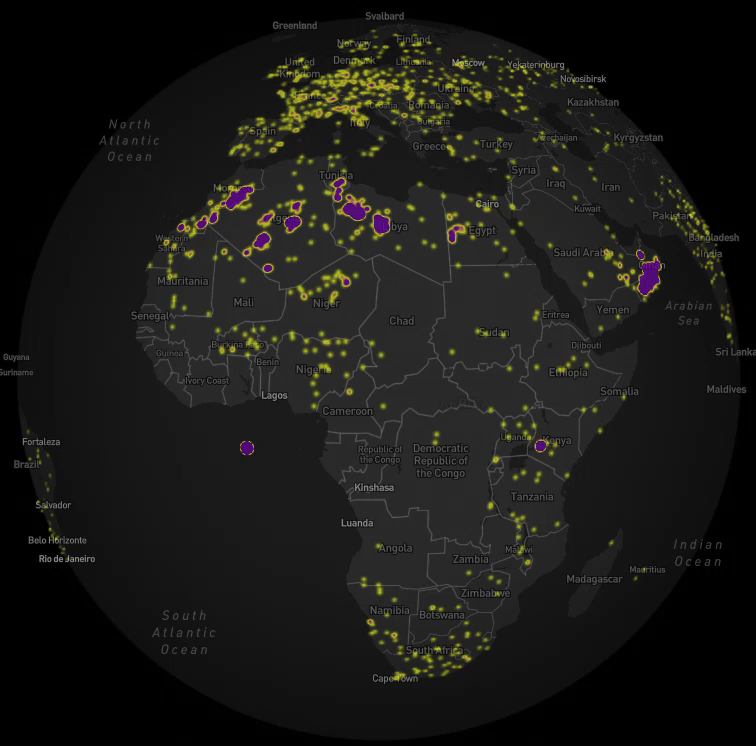 Svalbard
Greenland
Norway
Finland
United
Kingdom
Denmark
Lithuania
Moscow
Yekaterinburg
Novosibirsk
France
Ukraine
Kazakhstan
Croatia
Romania
North
Atlantic
Ocean
Spain
Italy
Bulgaria
Azerbaijan
Kyrgyzstan
Greece
Turkey
Tunisia
Syria
Iraq
Iran
Cairo
Kuwait
Pakistan
Egypt
Western
Sahara
Bangladesh
India
Saudi Arabia
Mauritania
Mali
Niger
Chad
Sudan
Eritrea
Yemen
Arabian
Sea
Senegal
Guinea
Burkina Faso
Benin
Nigeria
Djibouti
Ethiopia
Somalia
Sri Lanka
Maldives
Guyana
Suriname
Ivory Coast
Lagos
Cameroon
Fortaleza
Brazil
Republic of
the Congo
Democratic
Republic of
the Congo
Uganda
Kenya
Kinshasa
Tanzania
Salvador
Luanda
Belo Horizonte
Rio de Janeiro
Angola
Zambia
Malawi
Indian
Ocean
Mauritius
Madagascar
Zimbabwe
Namibia
Botswana
South
Atlantic
Ocean
South Africa
Cape Town